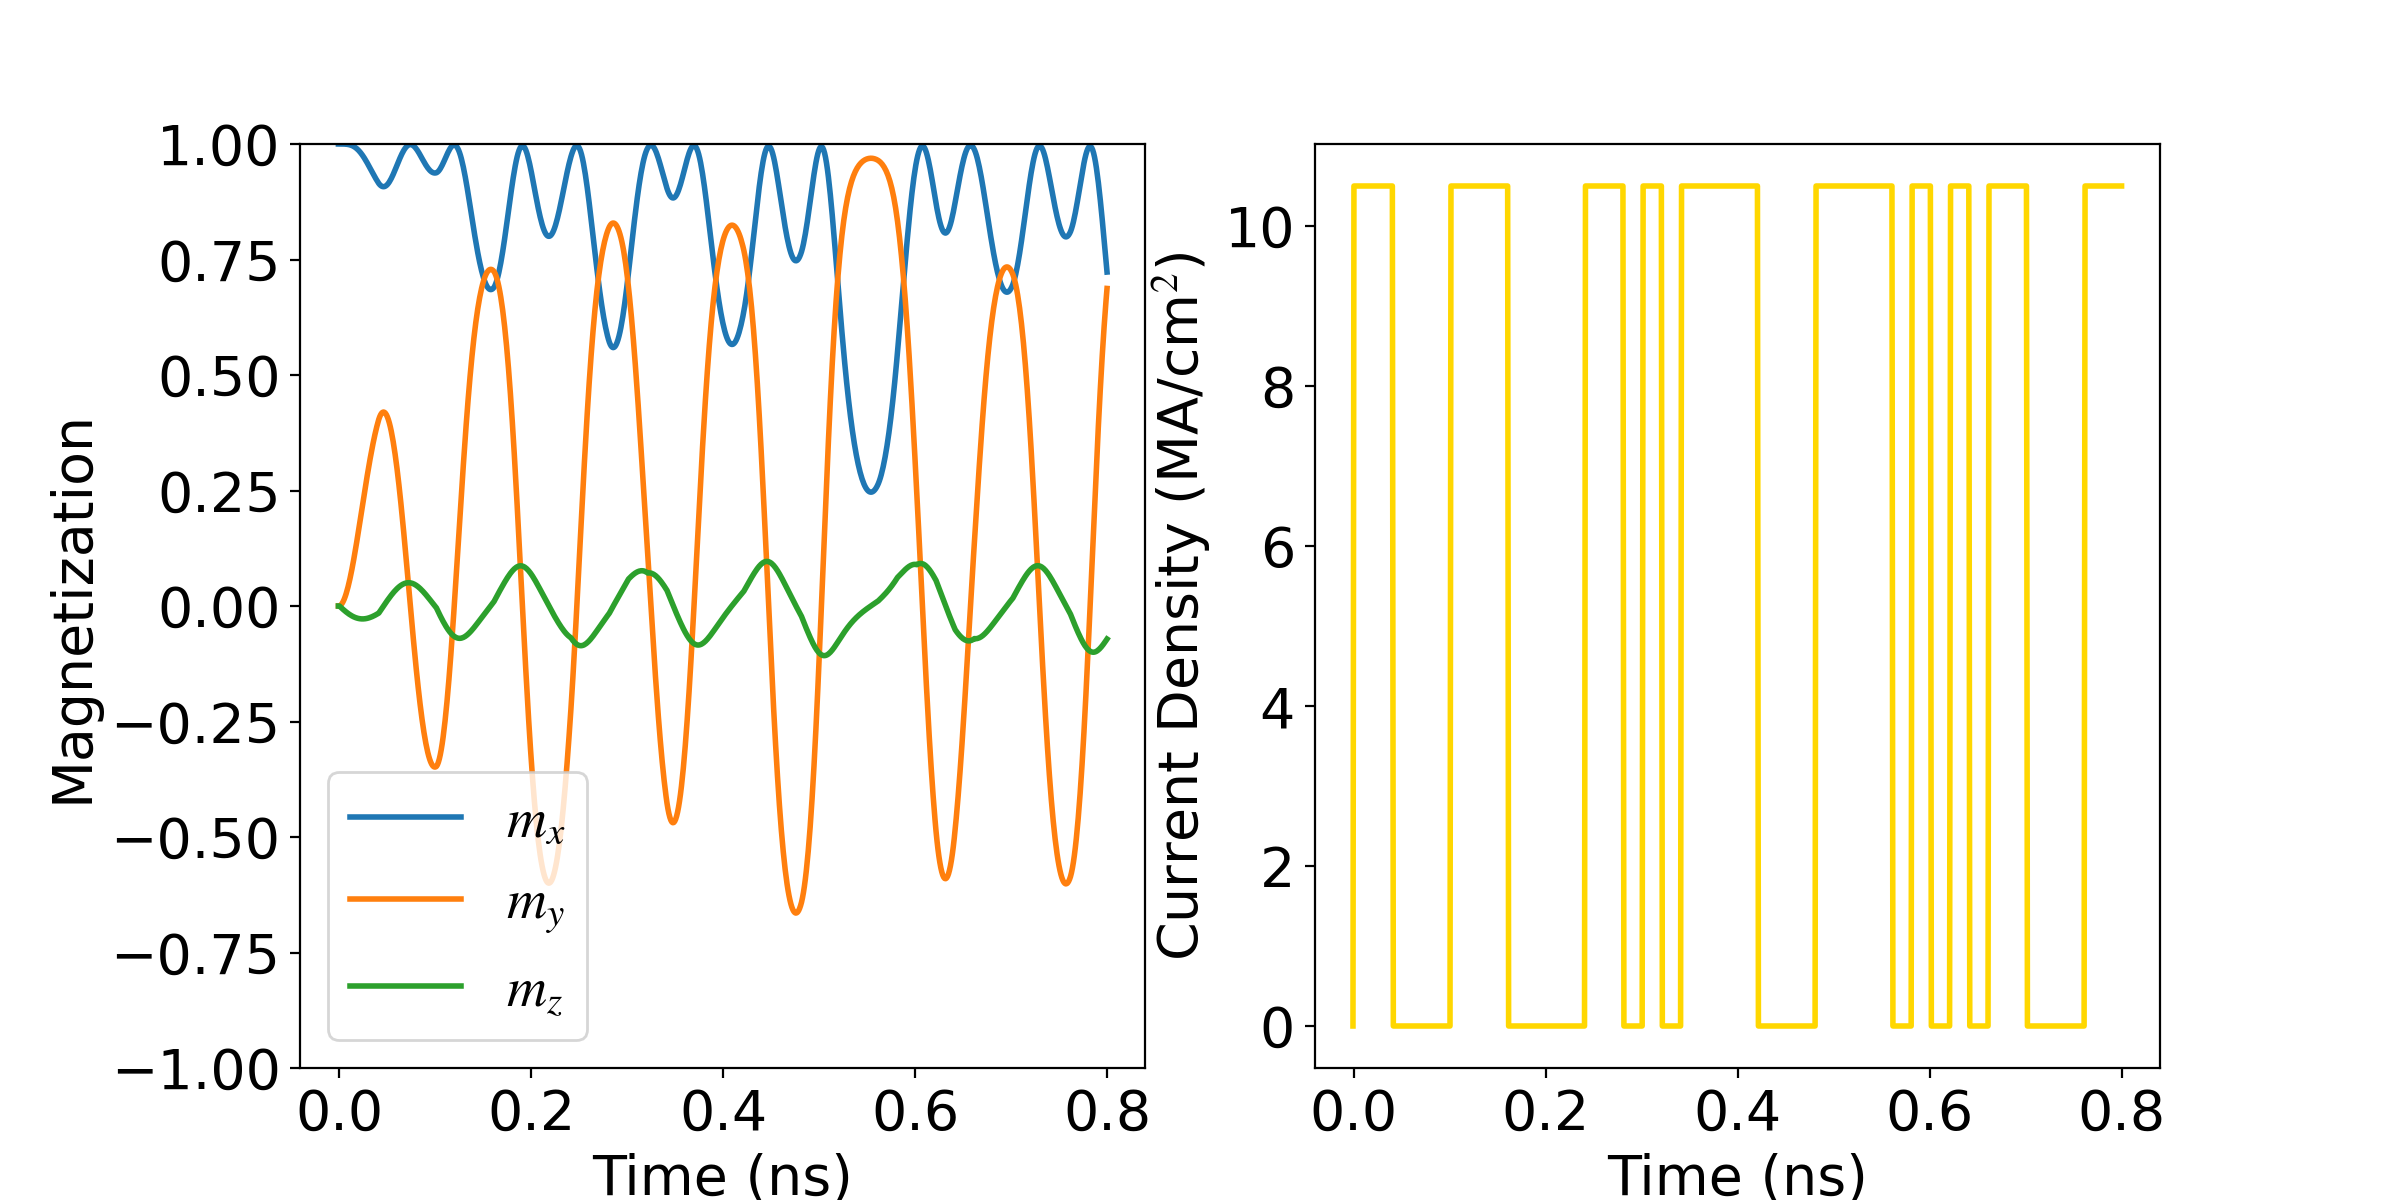 Magnetization
1.00
0.75
0.50
0.25
0.00
−0.25
−0.50
−0.75
−1.00
m_x
m_y
m_z
0.0 0.2 0.4 0.6 0.8
Time (ns)
Current Density (MA/cm²)
10
8
6
4
2
0
0.0 0.2 0.4 0.6 0.8
Time (ns)